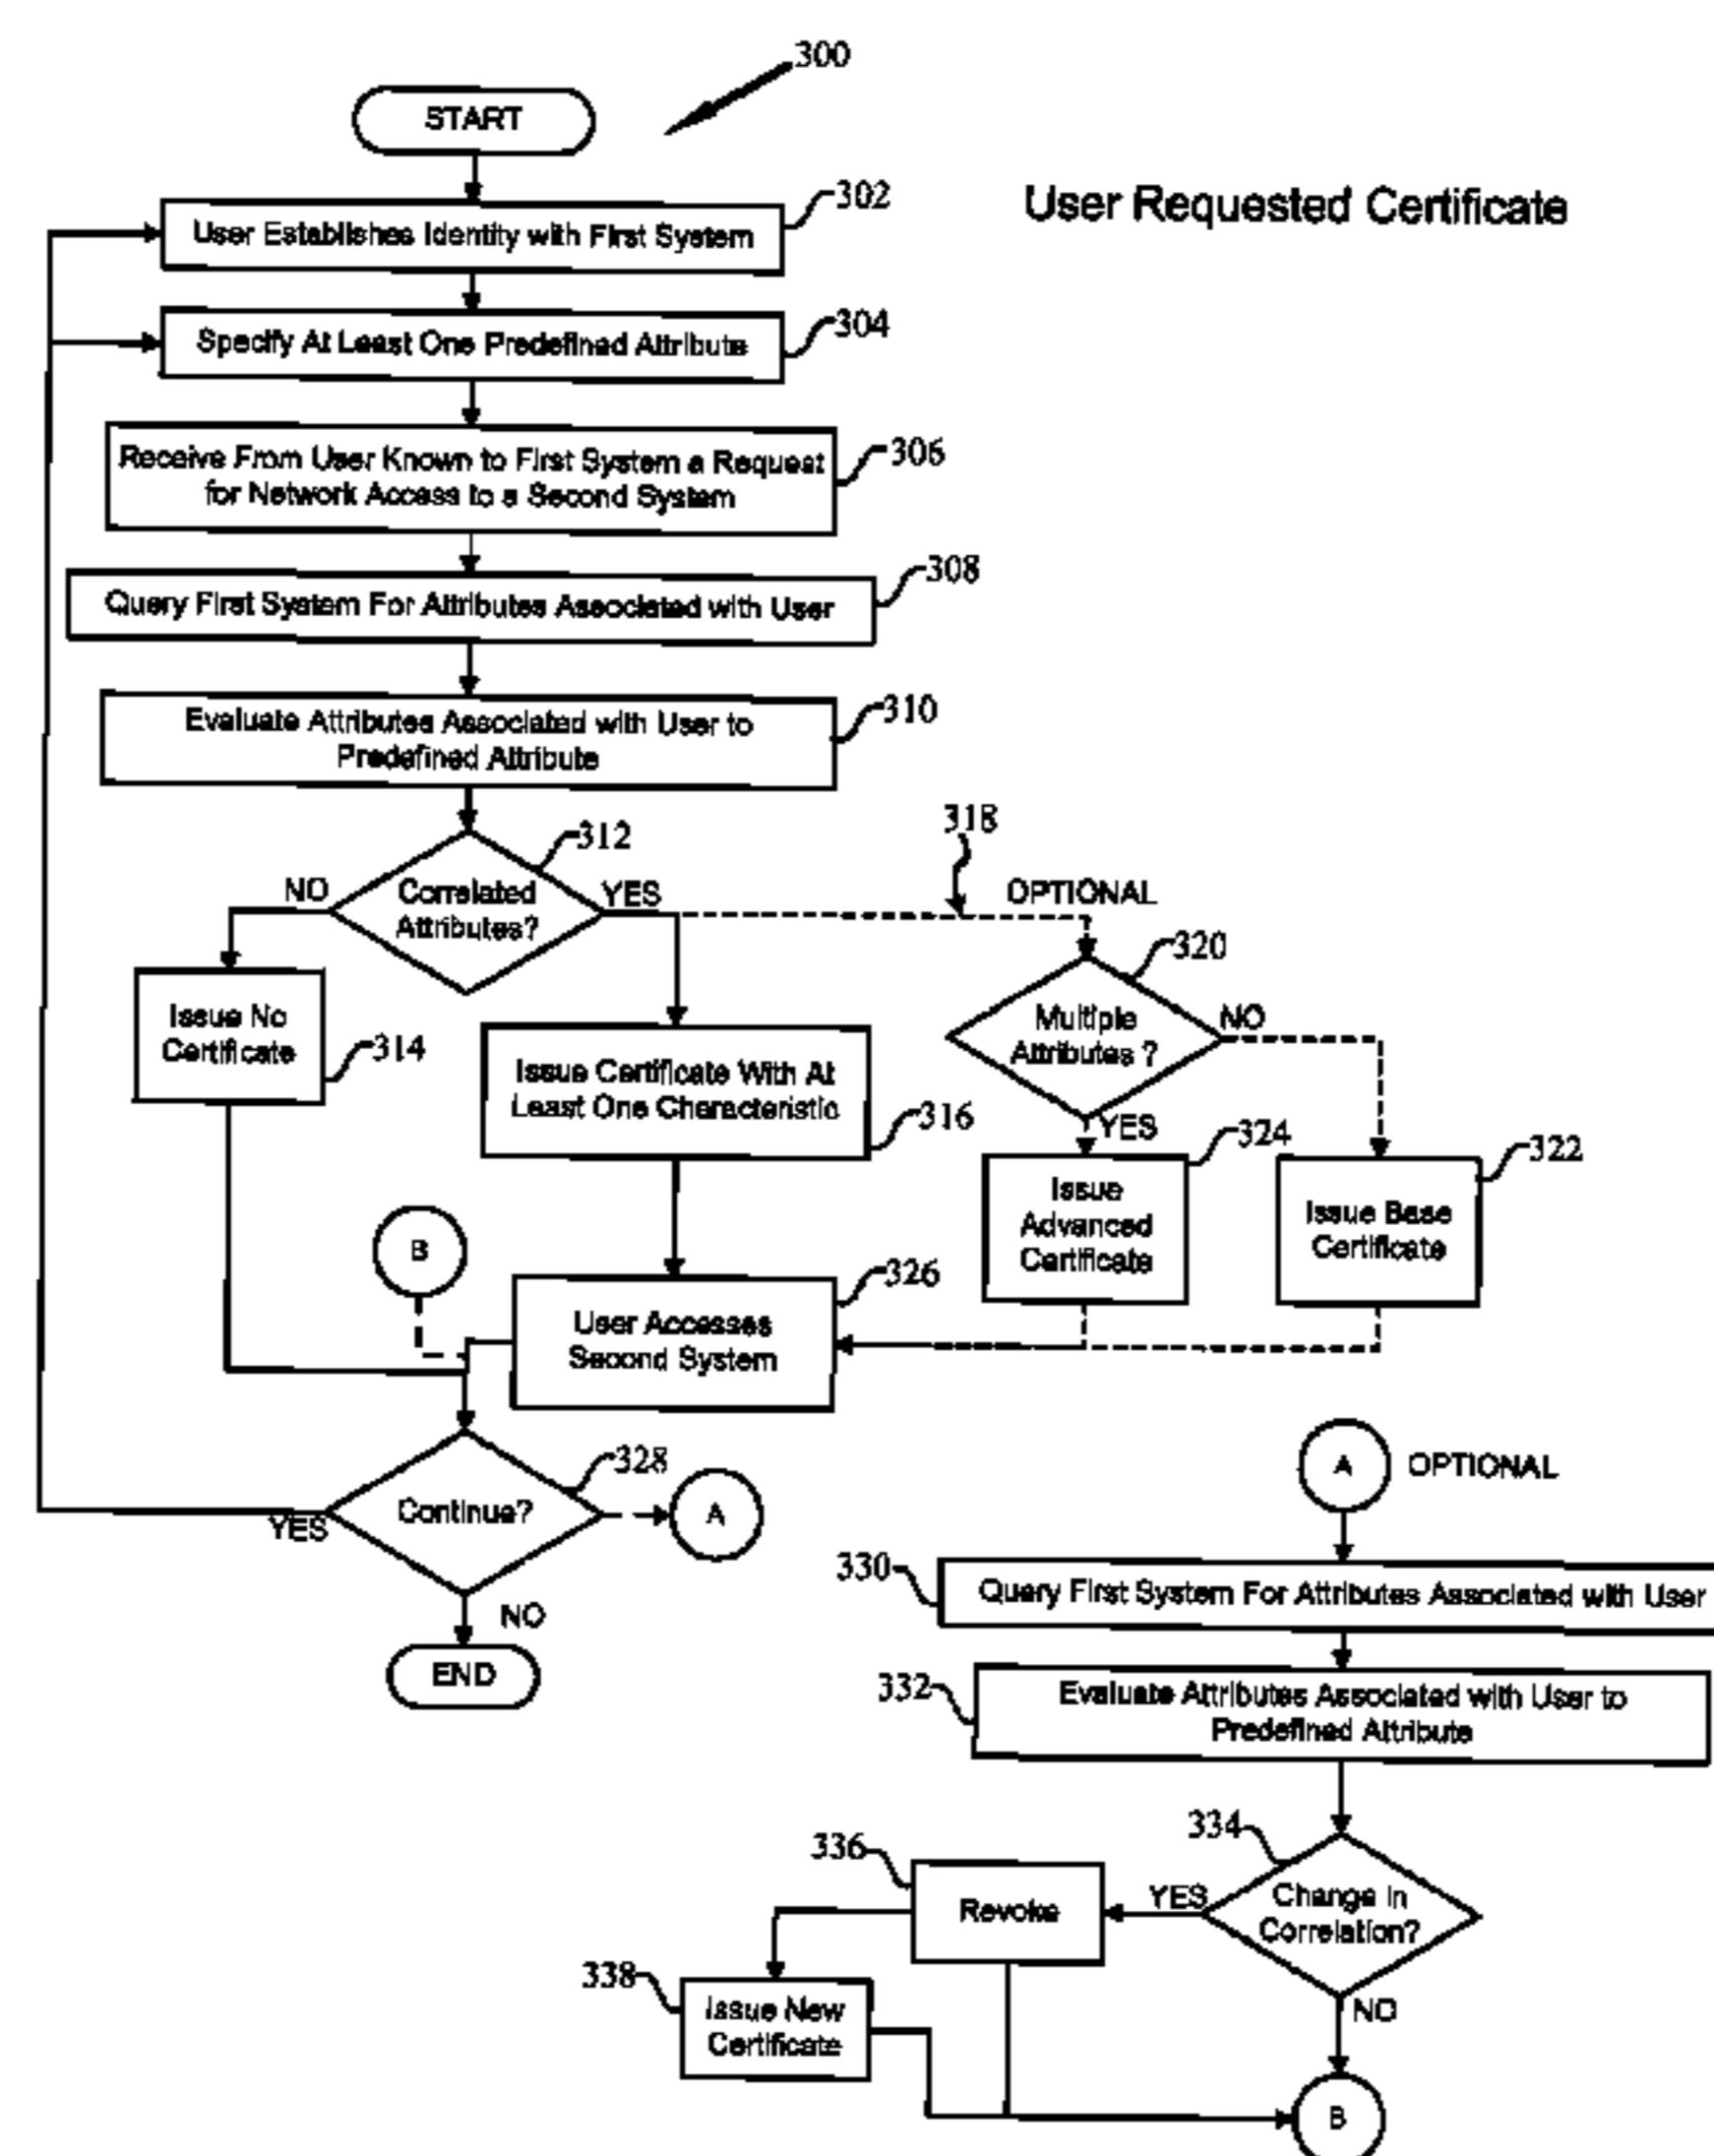 300
START
302
User Requested Certificate
User Establishes Identity with First System
304
Specify At Least One Predefined Attribute
306
Receive From User Known to First System a Request
for Network Access to a Second System
308
Query First System For Attributes Associated with User
310
Evaluate Attributes Associated with User to
Predefined Attribute
312
318
NO
Correlated
Attributes?
YES
OPTIONAL
320
Issue No
Certificate
314
Multiple
Attributes ?
NO
Issue Certificate With At
Least One Characteristic
316
YES
324
322
Issue
Advanced
Certificate
Issue Base
Certificate
B
326
User Accesses
Second System
328
Continue?
YES
A
NO
END
A
OPTIONAL
330
Query First System For Attributes Associated with User
332
Evaluate Attributes Associated with User to
Predefined Attribute
334
336
Revoke
YES
Change in
Correlation?
338
Issue New
Certificate
NO
B